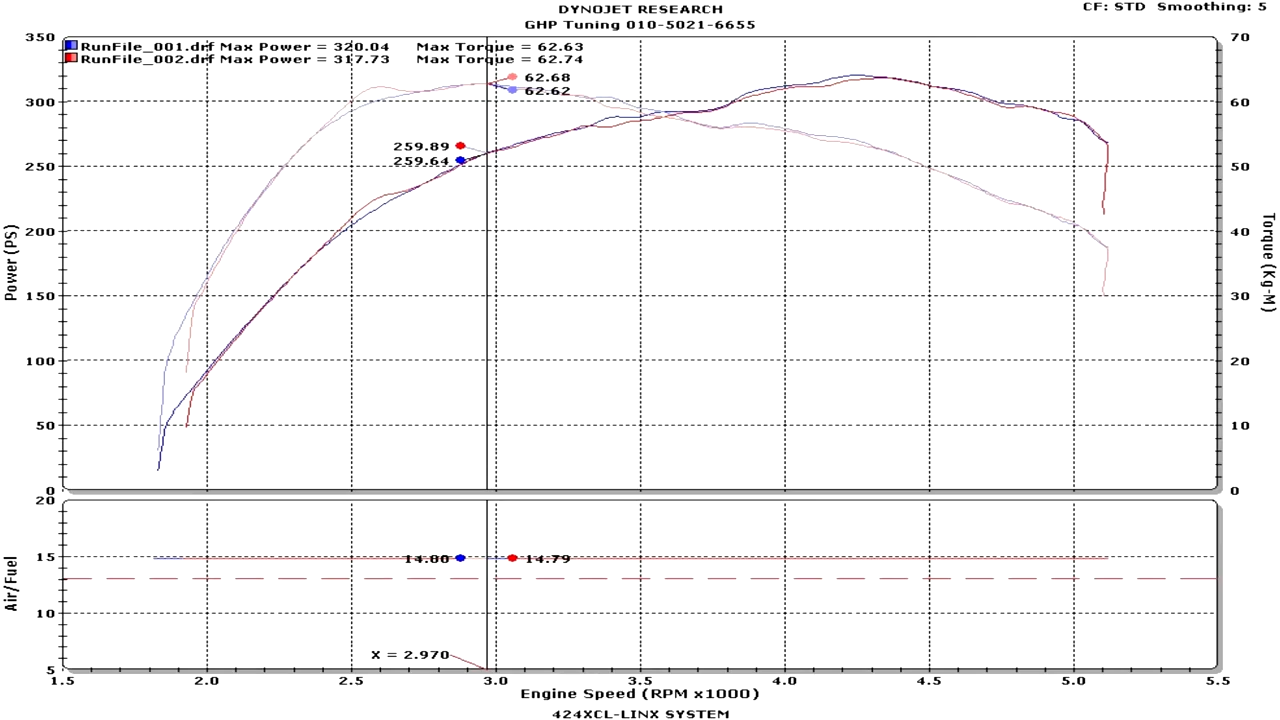 DYNOJET RESEARCH
CF: STD Smoothing: 5
GHP Tuning 010-5021-6655
RunFile_001.drf Max Power = 320.04 Max Torque = 62.63
RunFile_002.drf Max Power = 317.73 Max Torque = 62.74
350
300
250
200
150
100
50
0
Power (PS)
70
60
50
40
30
20
10
0
Torque (Kg-M)
62.68
62.62
259.89
259.64
20
15
10
5
Air/Fuel
14.80
14.79
X = 2.970
1.5 2.0 2.5 3.0 3.5 4.0 4.5 5.0 5.5
Engine Speed (RPM x1000)
424XCL-LINX SYSTEM